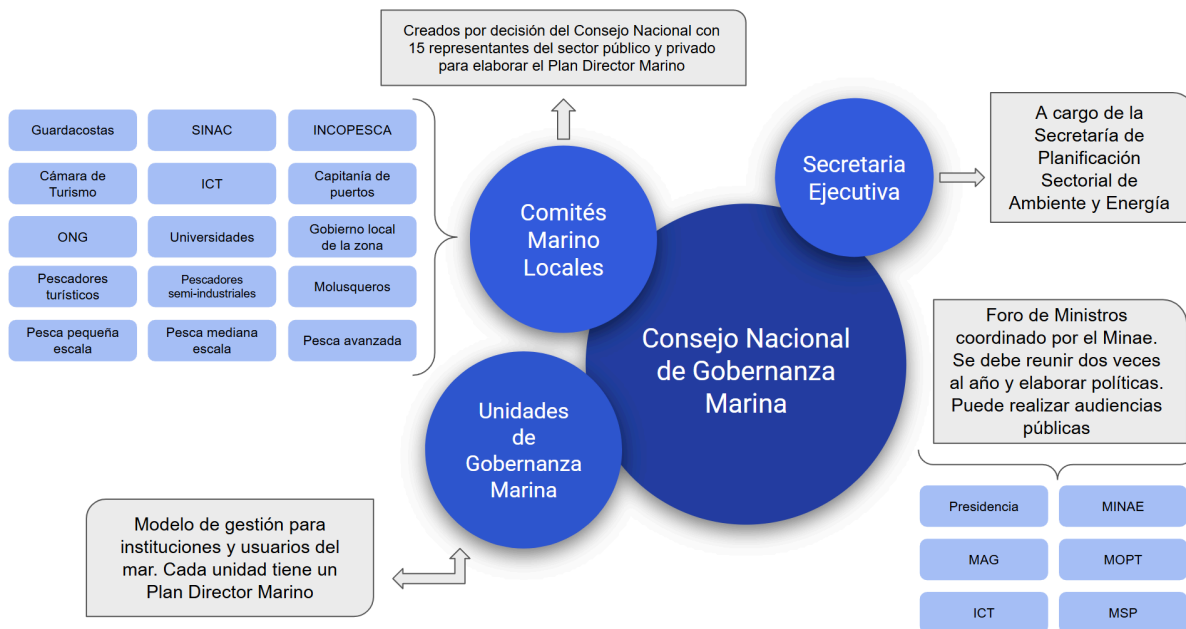 Creados por decisión del Consejo Nacional con
15 representantes del sector público y privado
para elaborar el Plan Director Marino
Guardacostas
SINAC
INCOPESCA
Cámara de
Turismo
ICT
Capitanía de
puertos
ONG
Universidades
Gobierno local
de la zona
Pescadores
turísticos
Pescadores
semi-industriales
Molusqueros
Pesca pequeña
escala
Pesca mediana
escala
Pesca avanzada
Comités
Marino
Locales
Secretaria
Ejecutiva
A cargo de la
Secretaría de
Planificación
Sectorial de
Ambiente y Energía
Consejo Nacional
de Gobernanza
Marina
Unidades
de
Gobernanza
Marina
Foro de Ministros
coordinado por el Minae.
Se debe reunir dos veces
al año y elaborar políticas.
Puede realizar audiencias
públicas
Presidencia
MINAE
MAG
MOPT
ICT
MSP
Modelo de gestión para
instituciones y usuarios del
mar. Cada unidad tiene un
Plan Director Marino